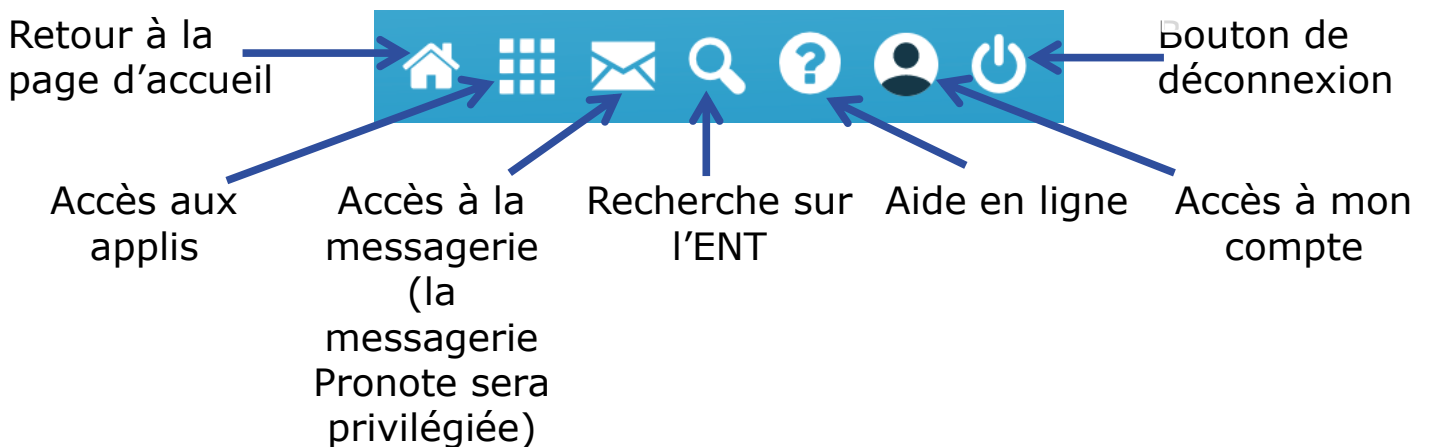 Retour à la
page d’accueil
Bouton de
déconnexion
Accès aux
applis
Accès à la
messagerie
(la
messagerie
Pronote sera
privilégiée)
Recherche sur
l’ENT
Aide en ligne
Accès à mon
compte